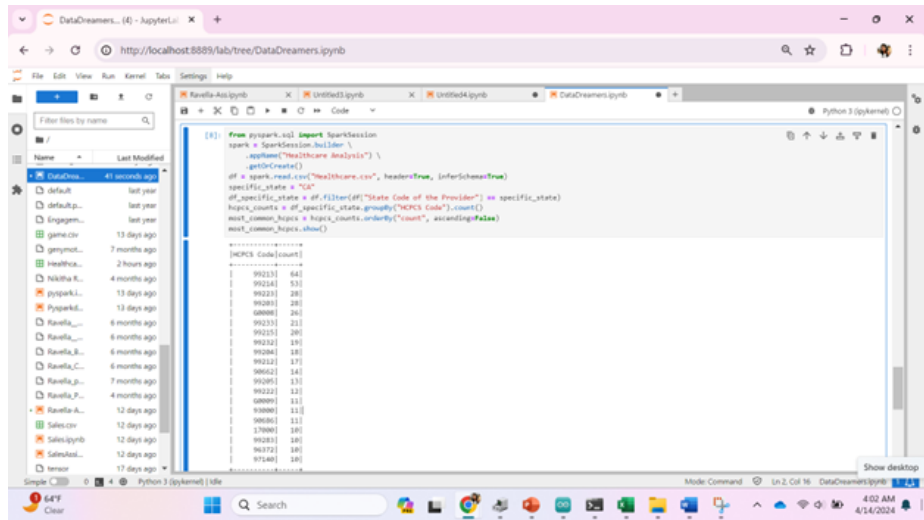 DataDreamers... (4) - JupyterLa
http://localhost:8889/lab/tree/DataDreamers.ipynb
File Edit View Run Kernel Tabs Settings Help
Ravella-Assi.ipynb
Untitled3.ipynb
Untitled4.ipynb
DataDreamers.ipynb
Code
Python 3 (ipykernel)
Filter files by name
Name
Last Modified
DataDrea... 41 seconds ago
default last year
default.p... last year
Engagem... last year
game.csv 13 days ago
genymot... 7 months ago
Healthca... 2 hours ago
Nikitha R... 4 months ago
pyspark.i... 13 days ago
Pysparkd... 13 days ago
Ravella_... 6 months ago
Ravella_... 6 months ago
Ravella_B... 6 months ago
Ravella_C... 6 months ago
Ravella_p... 7 months ago
Ravella_P... 4 months ago
Ravella-A... 12 days ago
Sales.csv 12 days ago
Sales.ipynb 12 days ago
SalesAssi... 12 days ago
tensor 17 days ago
[8]: from pyspark.sql import SparkSession
spark = SparkSession.builder \
.appName("Healthcare Analysis") \
.getOrCreate()
df = spark.read.csv("Healthcare.csv", header=True, inferSchema=True)
specific_state = "CA"
df_specific_state = df.filter(df["State Code of the Provider"] == specific_state)
hcpcs_counts = df_specific_state.groupBy("HCPCS Code").count()
most_common_hcpcs = hcpcs_counts.orderBy("count", ascending=False)
most_common_hcpcs.show()
+----------+-----+
|HCPCS Code|count|
+----------+-----+
| 99213| 64|
| 99214| 53|
| 99223| 28|
| 99203| 28|
| G0008| 26|
| 99233| 21|
| 99215| 20|
| 99232| 19|
| 99204| 18|
| 99212| 17|
| 90662| 14|
| 99205| 13|
| 99222| 12|
| G0009| 11|
| 93000| 11|
| 90686| 11|
| 17000| 10|
| 99283| 10|
| 96372| 10|
| 97140| 10|
+----------+-----+
Show desktop
Simple 0 4 Python 3 (ipykernel) | Idle
Mode: Command Ln 2, Col 16 DataDreamers.ipynb 1
64°F
Clear
Search
4:02 AM
4/14/2024